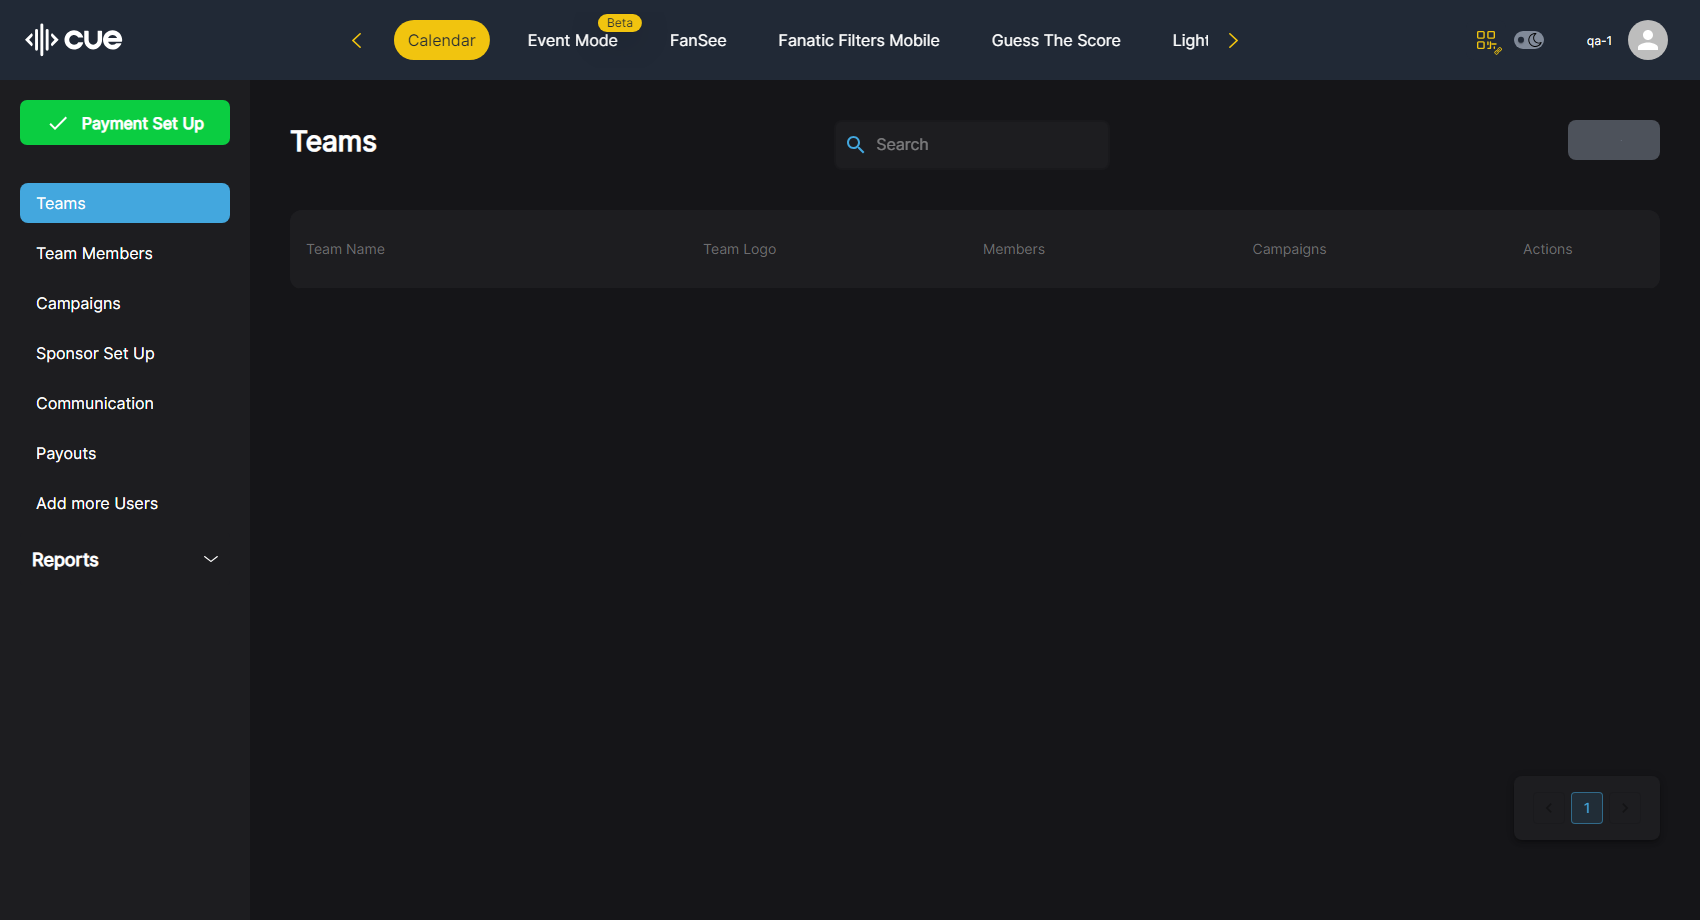 cue
Calendar
Event Mode
Beta
FanSee
Fanatic Filters Mobile
Guess The Score
Light
qa-1
Payment Set Up
Teams
Team Members
Campaigns
Sponsor Set Up
Communication
Payouts
Add more Users
Reports
Teams
Search
Team Name
Team Logo
Members
Campaigns
Actions
1